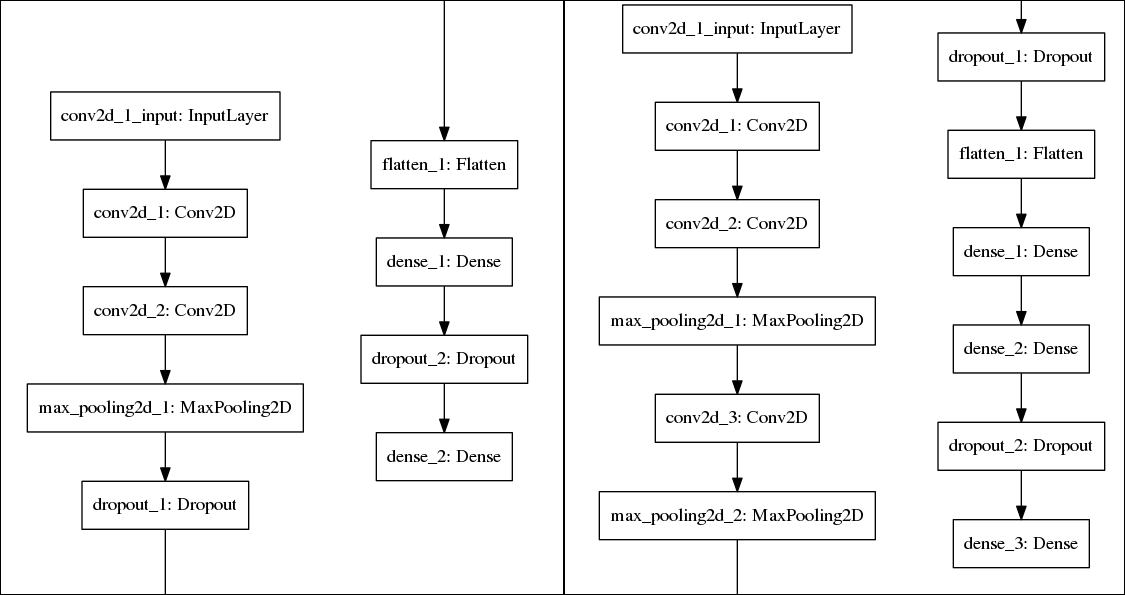 conv2d_1_input: InputLayer
conv2d_1: Conv2D
conv2d_2: Conv2D
max_pooling2d_1: MaxPooling2D
dropout_1: Dropout
flatten_1: Flatten
dense_1: Dense
dropout_2: Dropout
dense_2: Dense
conv2d_1_input: InputLayer
conv2d_1: Conv2D
conv2d_2: Conv2D
max_pooling2d_1: MaxPooling2D
conv2d_3: Conv2D
max_pooling2d_2: MaxPooling2D
dropout_1: Dropout
flatten_1: Flatten
dense_1: Dense
dense_2: Dense
dropout_2: Dropout
dense_3: Dense